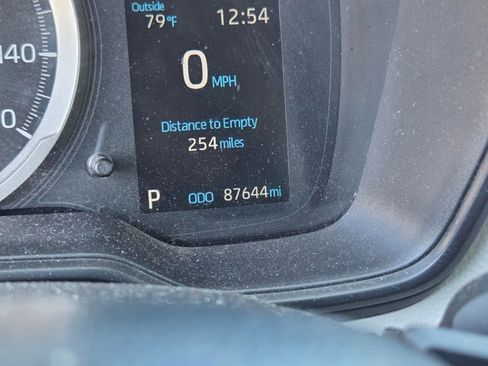 Outside
79°F 12:54
140
0 MPH
Distance to Empty
254 miles
P ODO 87644 mi